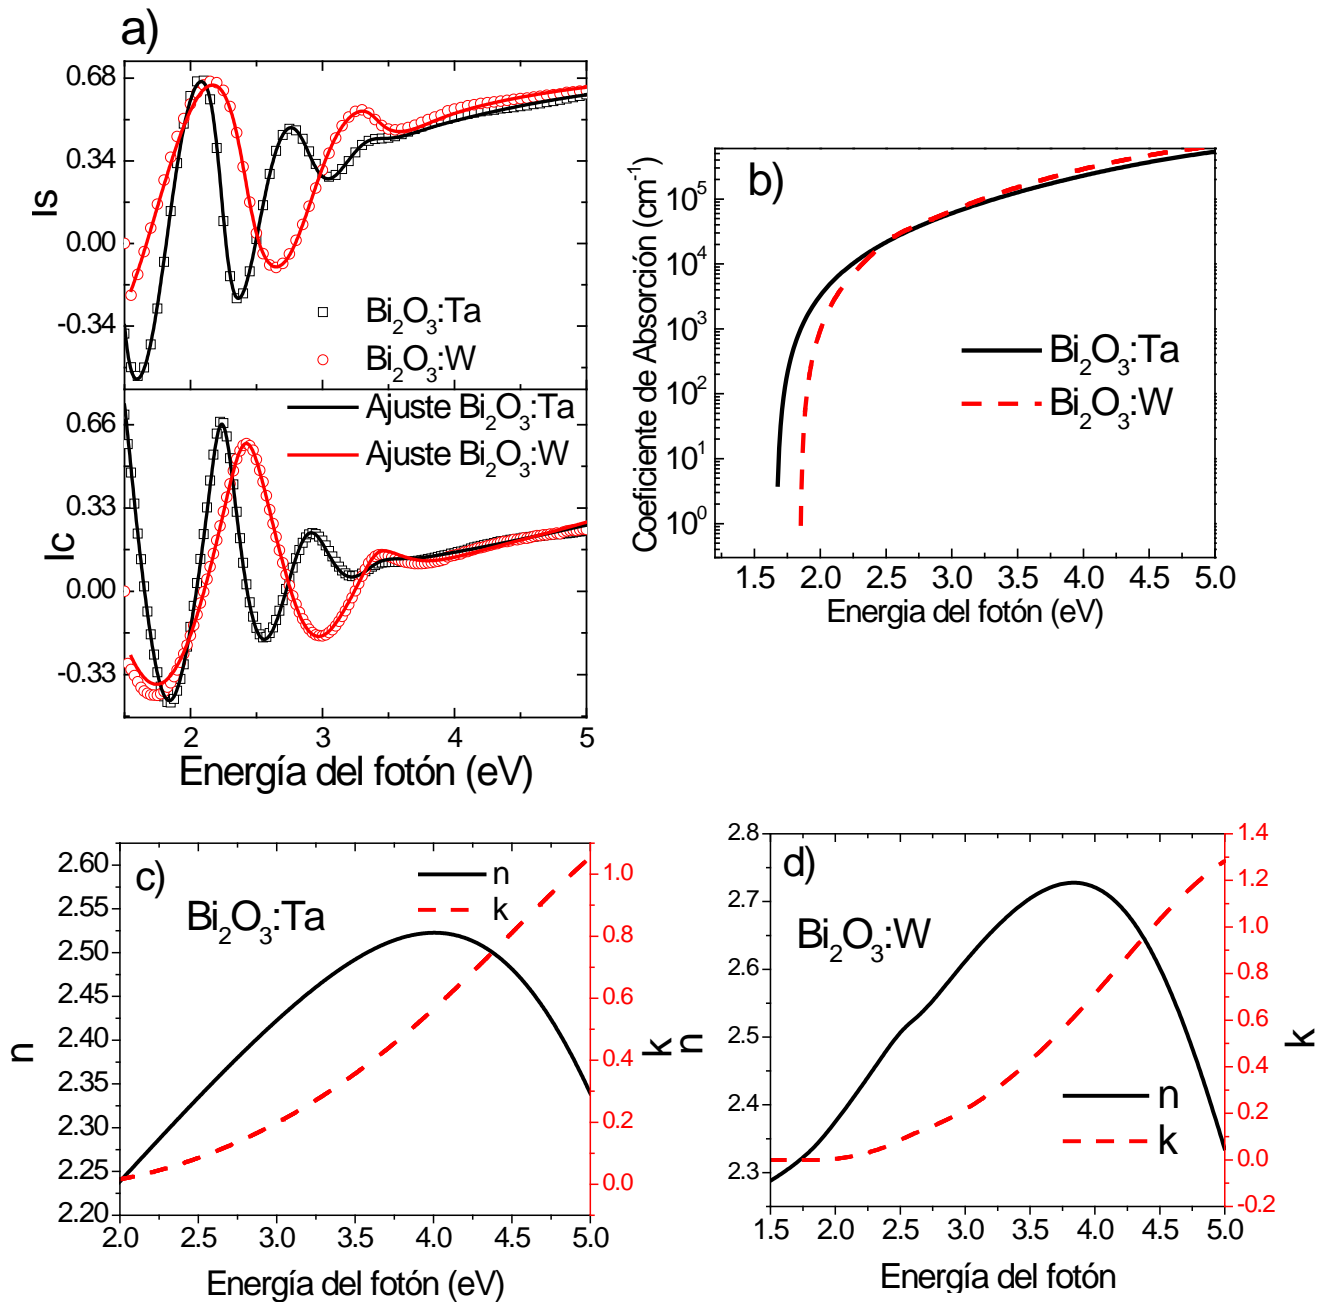 a)
0.68
0.34
0.00
-0.34
Is
Bi₂O₃:Ta
Bi₂O₃:W
0.66
0.33
0.00
-0.33
Ic
Ajuste Bi₂O₃:Ta
Ajuste Bi₂O₃:W
2 3 4 5
Energía del fotón (eV)
b)
10⁵
10⁴
10³
10²
10¹
10⁰
Coeficiente de Absorción (cm⁻¹)
Bi₂O₃:Ta
Bi₂O₃:W
1.5 2.0 2.5 3.0 3.5 4.0 4.5 5.0
Energia del fotón (eV)
c)
Bi₂O₃:Ta
n
k
2.60
2.55
2.50
2.45
2.40
2.35
2.30
2.25
2.20
n
1.0
0.8
0.6
0.4
0.2
0.0
k
2.0 2.5 3.0 3.5 4.0 4.5 5.0
Energía del fotón (eV)
d)
Bi₂O₃:W
n
k
2.8
2.7
2.6
2.5
2.4
2.3
n
1.4
1.2
1.0
0.8
0.6
0.4
0.2
0.0
-0.2
k
1.5 2.0 2.5 3.0 3.5 4.0 4.5 5.0
Energía del fotón